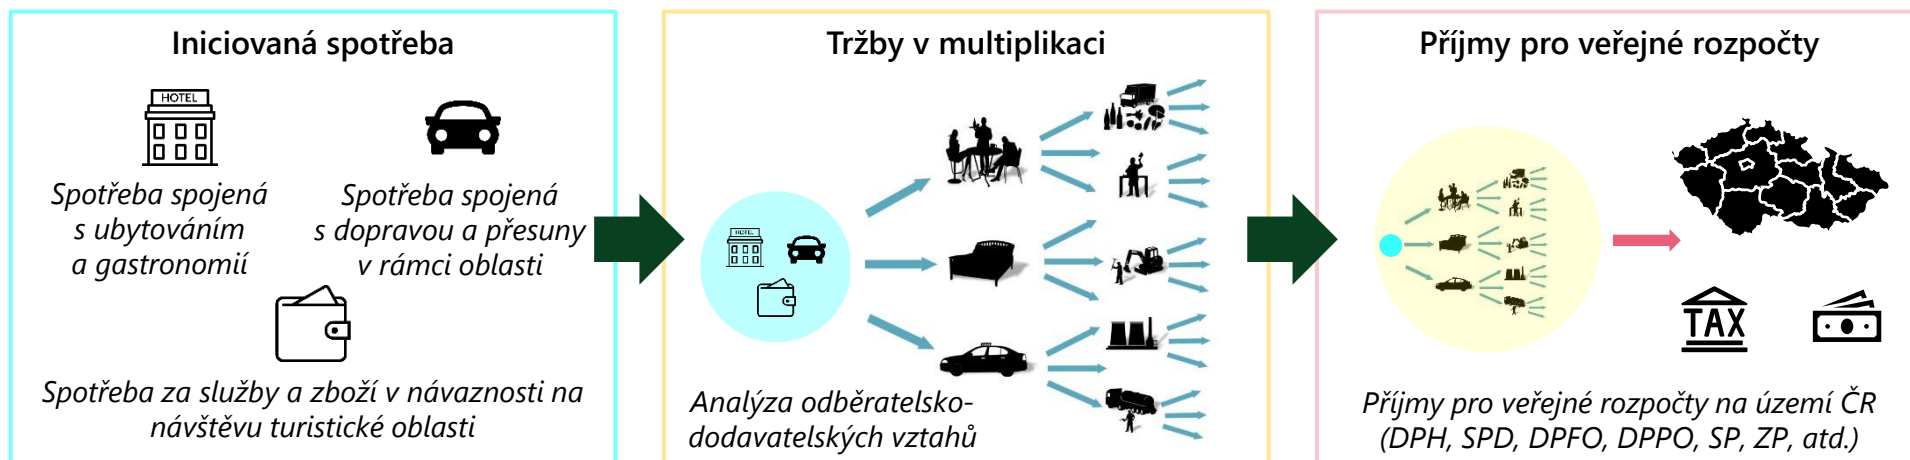 Iniciovaná spotřeba
HOTEL
Spotřeba spojená
s ubytováním
a gastronomií
Spotřeba spojená
s dopravou a přesuny
v rámci oblasti
Spotřeba za služby a zboží v návaznosti na
návštěvu turistické oblasti
Tržby v multiplikaci
HOTEL
Analýza odběratelsko-
dodavatelských vztahů
Příjmy pro veřejné rozpočty
TAX
Příjmy pro veřejné rozpočty na území ČR
(DPH, SPD, DPFO, DPPO, SP, ZP, atd.)